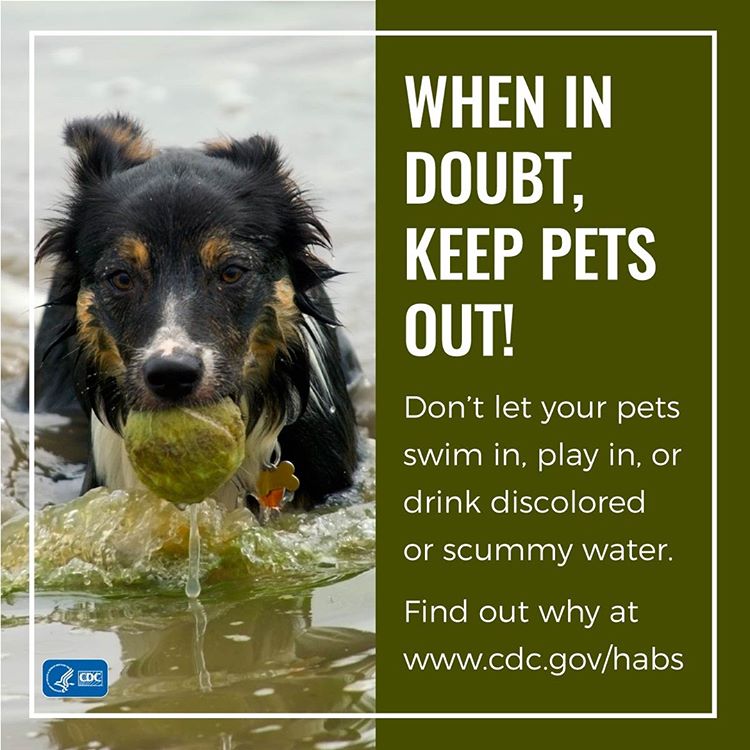 WHEN IN
DOUBT,
KEEP PETS
OUT!
Don't let your pets
swim in, play in, or
drink discolored
or scummy water.
Find out why at
www.cdc.gov/habs
CDC